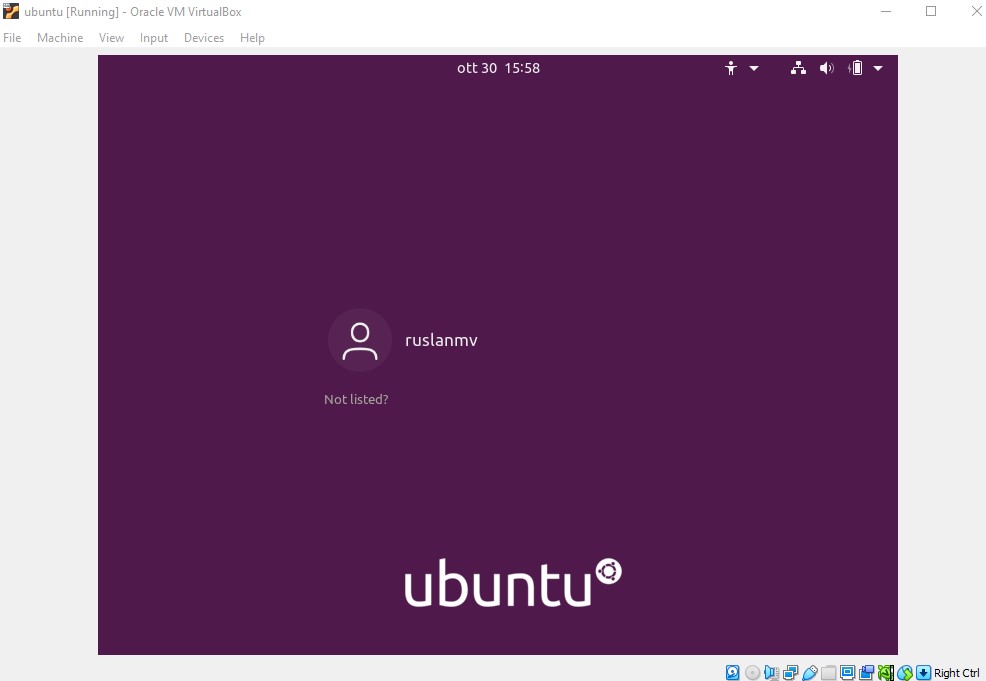 ubuntu [Running] - Oracle VM VirtualBox
File Machine View Input Devices Help
ott 30 15:58
ruslanmv
Not listed?
ubuntu
Right Ctrl